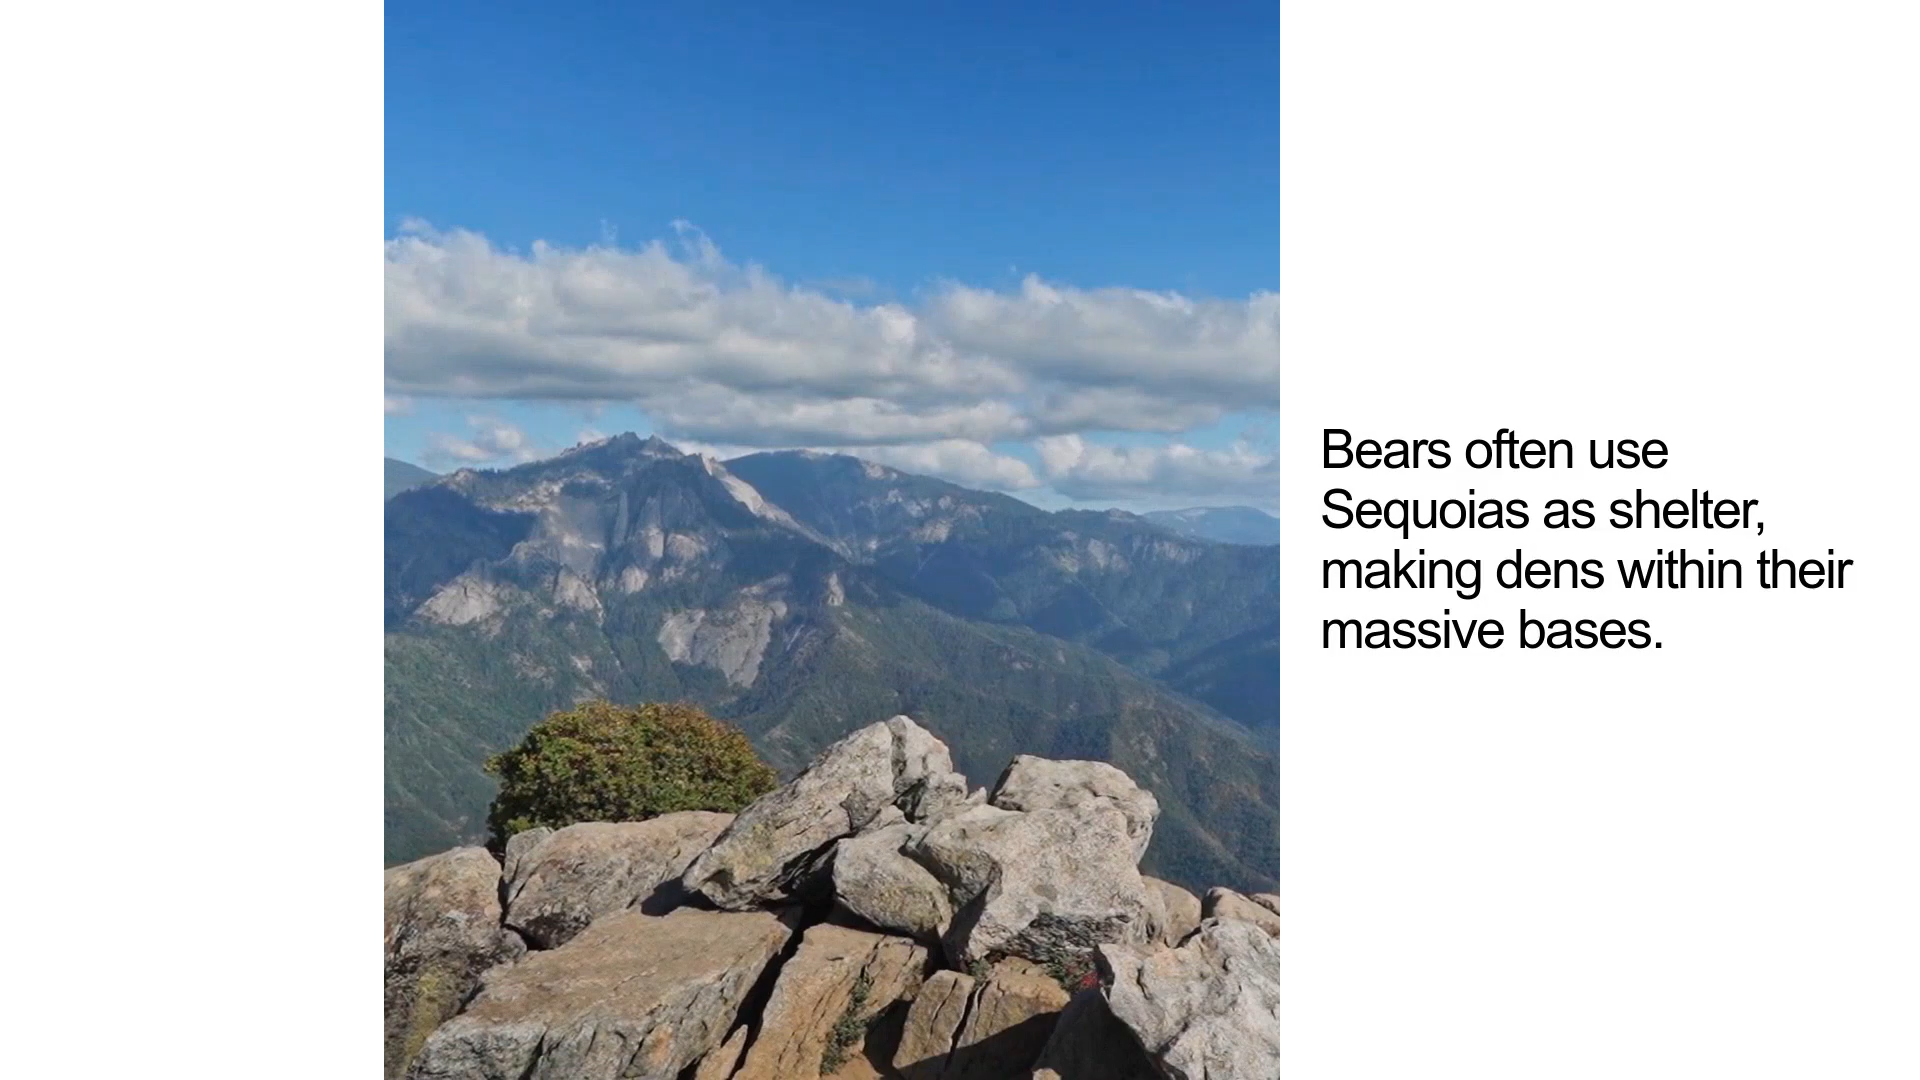 Bears often use
Sequoias as shelter,
making dens within their
massive bases.